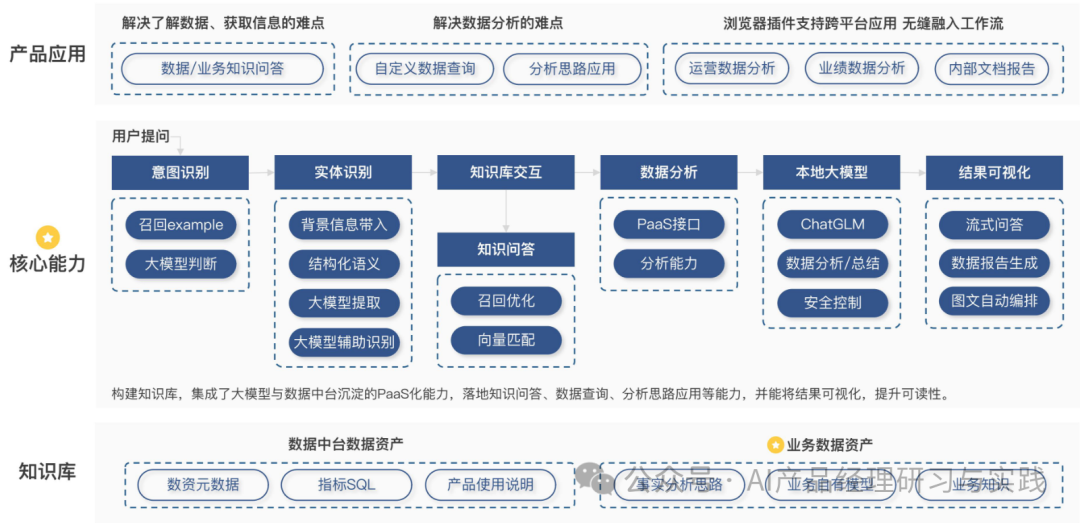 解决了解数据、获取信息的难点
解决数据分析的难点
浏览器插件支持跨平台应用 无缝融入工作流
产品应用
数据/业务知识问答
自定义数据查询
分析思路应用
运营数据分析
业绩数据分析
内部文档报告
用户提问
意图识别
实体识别
知识库交互
数据分析
本地大模型
结果可视化
核心能力
召回example
大模型判断
背景信息带入
结构化语义
大模型提取
大模型辅助识别
知识问答
召回优化
向量匹配
PaaS接口
分析能力
ChatGLM
数据分析/总结
安全控制
流式问答
数据报告生成
图文自动编排
构建知识库，集成了大模型与数据中台沉淀的PaaS化能力，落地知识问答、数据查询、分析思路应用等能力，并能将结果可视化，提升可读性。
知识库
数据中台数据资产
业务数据资产
数资元数据
指标SQL
产品使用说明
事实分析思路
业务自有模型
业务知识
公众号 · AI产品经理研习与实践